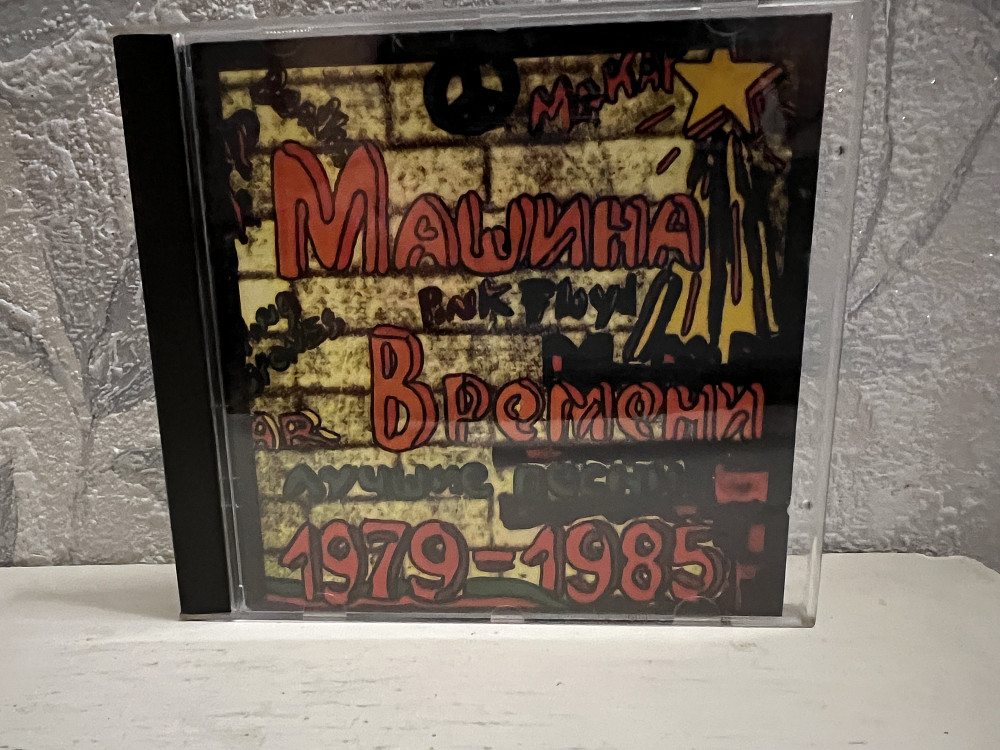 Машина
Pink Floyd
Времени
лучшие песни
1979-1985